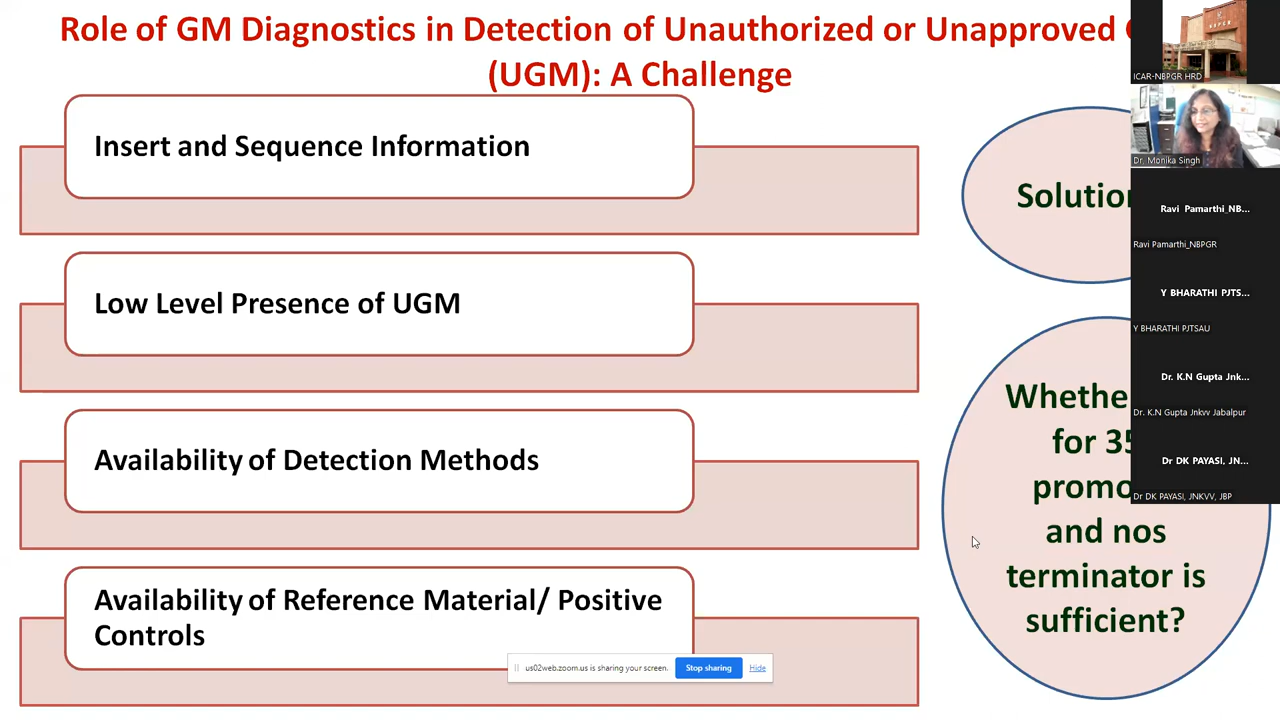 Role of GM Diagnostics in Detection of Unauthorized or Unapproved
(UGM): A Challenge
Insert and Sequence Information
Low Level Presence of UGM
Availability of Detection Methods
Availability of Reference Material/ Positive
Controls
for
and nos
terminator is
sufficient?
ICAR-NBPGR HRD
Dr. Monika Singh
Ravi Pamarthi_NB...
Ravi Pamarthi_NBPGR
Y BHARATHI PJTS...
Y BHARATHI PJTSAU
Dr. K.N Gupta Jnk...
Dr. K.N Gupta Jnkvv Jabalpur
Dr DK PAYASI, JN...
Dr DK PAYASI, JNKVV, JBP
us02web.zoom.us is sharing your screen.
Stop sharing
Hide